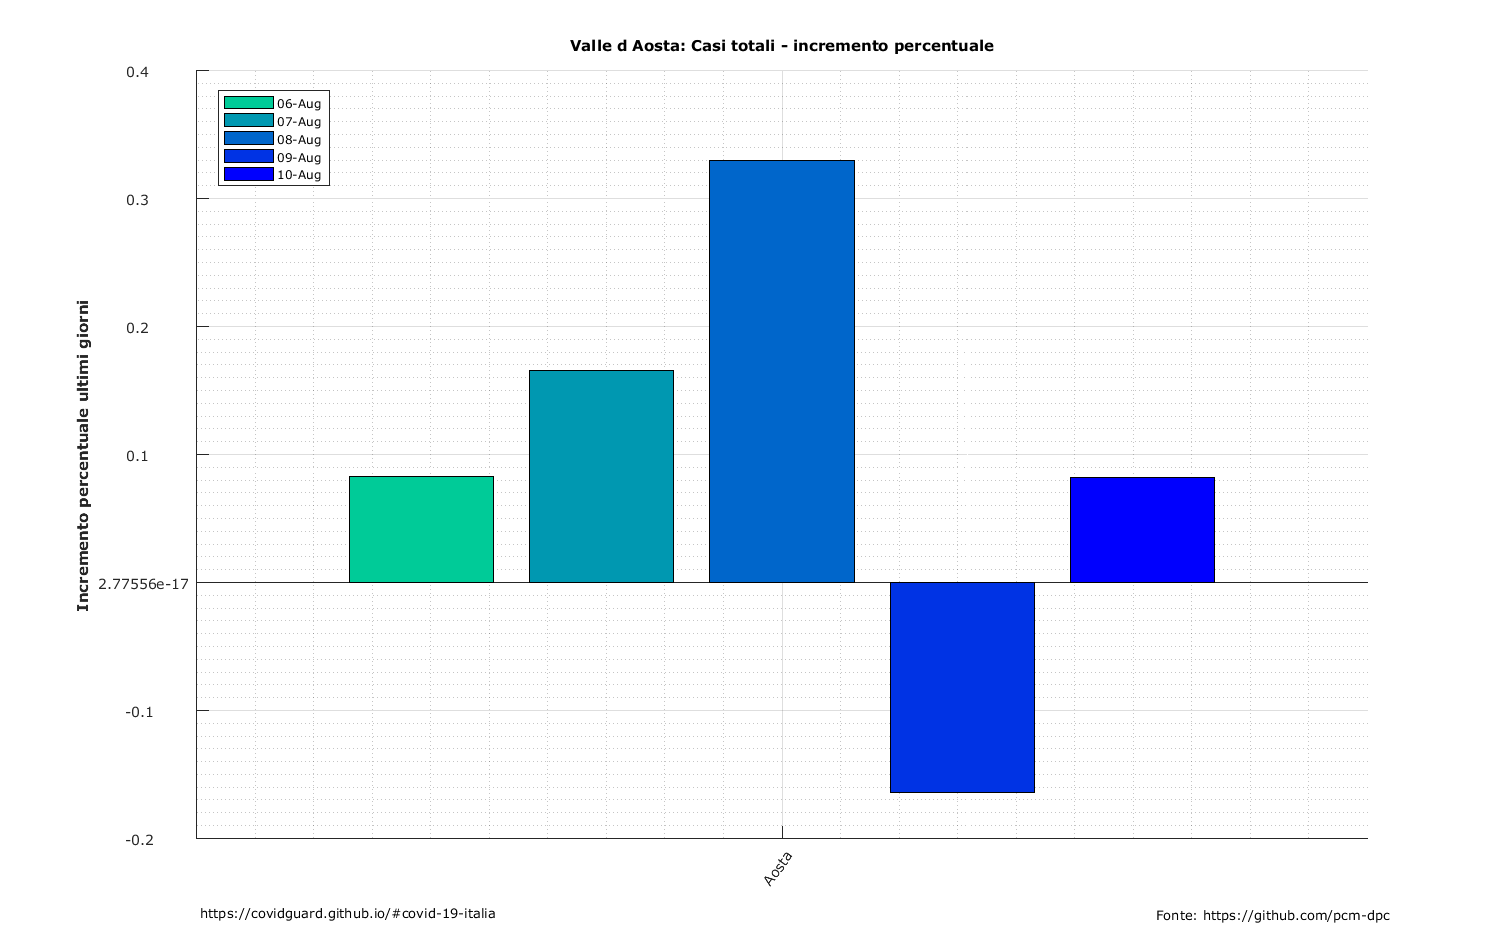 Valle d Aosta: Casi totali - incremento percentuale
0.4
0.3
0.2
0.1
2.77556e-17
-0.1
-0.2
Incremento percentuale ultimi giorni
06-Aug
07-Aug
08-Aug
09-Aug
10-Aug
Aosta
https://covidguard.github.io/#covid-19-italia
Fonte: https://github.com/pcm-dpc